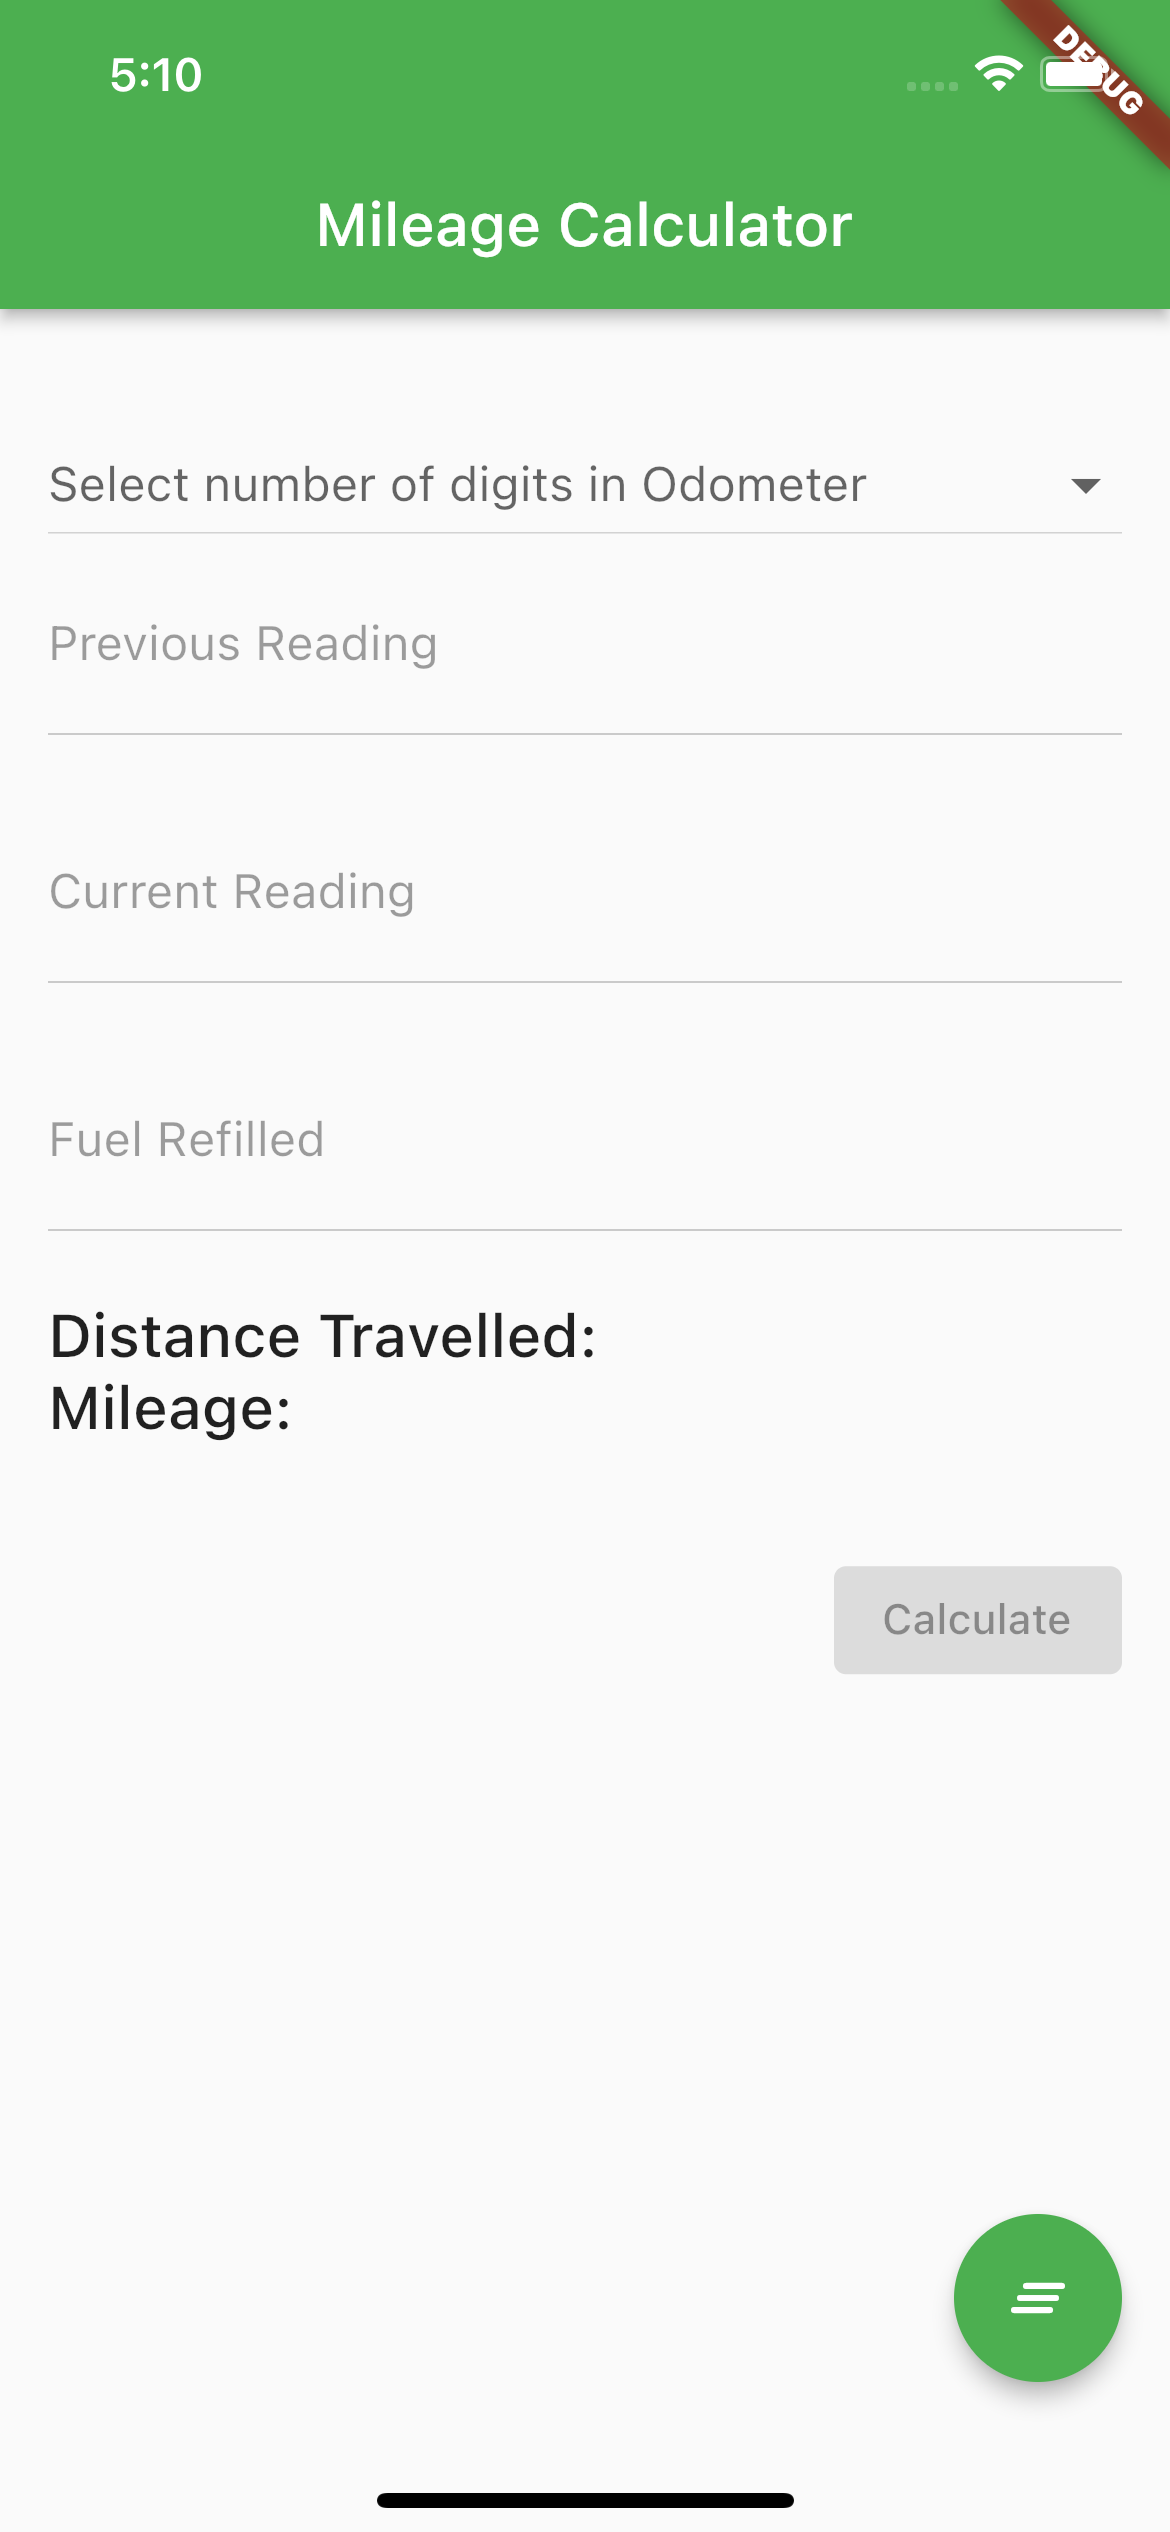 5:10
DEBUG
Mileage Calculator
Select number of digits in Odometer
Previous Reading
Current Reading
Fuel Refilled
Distance Travelled:
Mileage:
Calculate